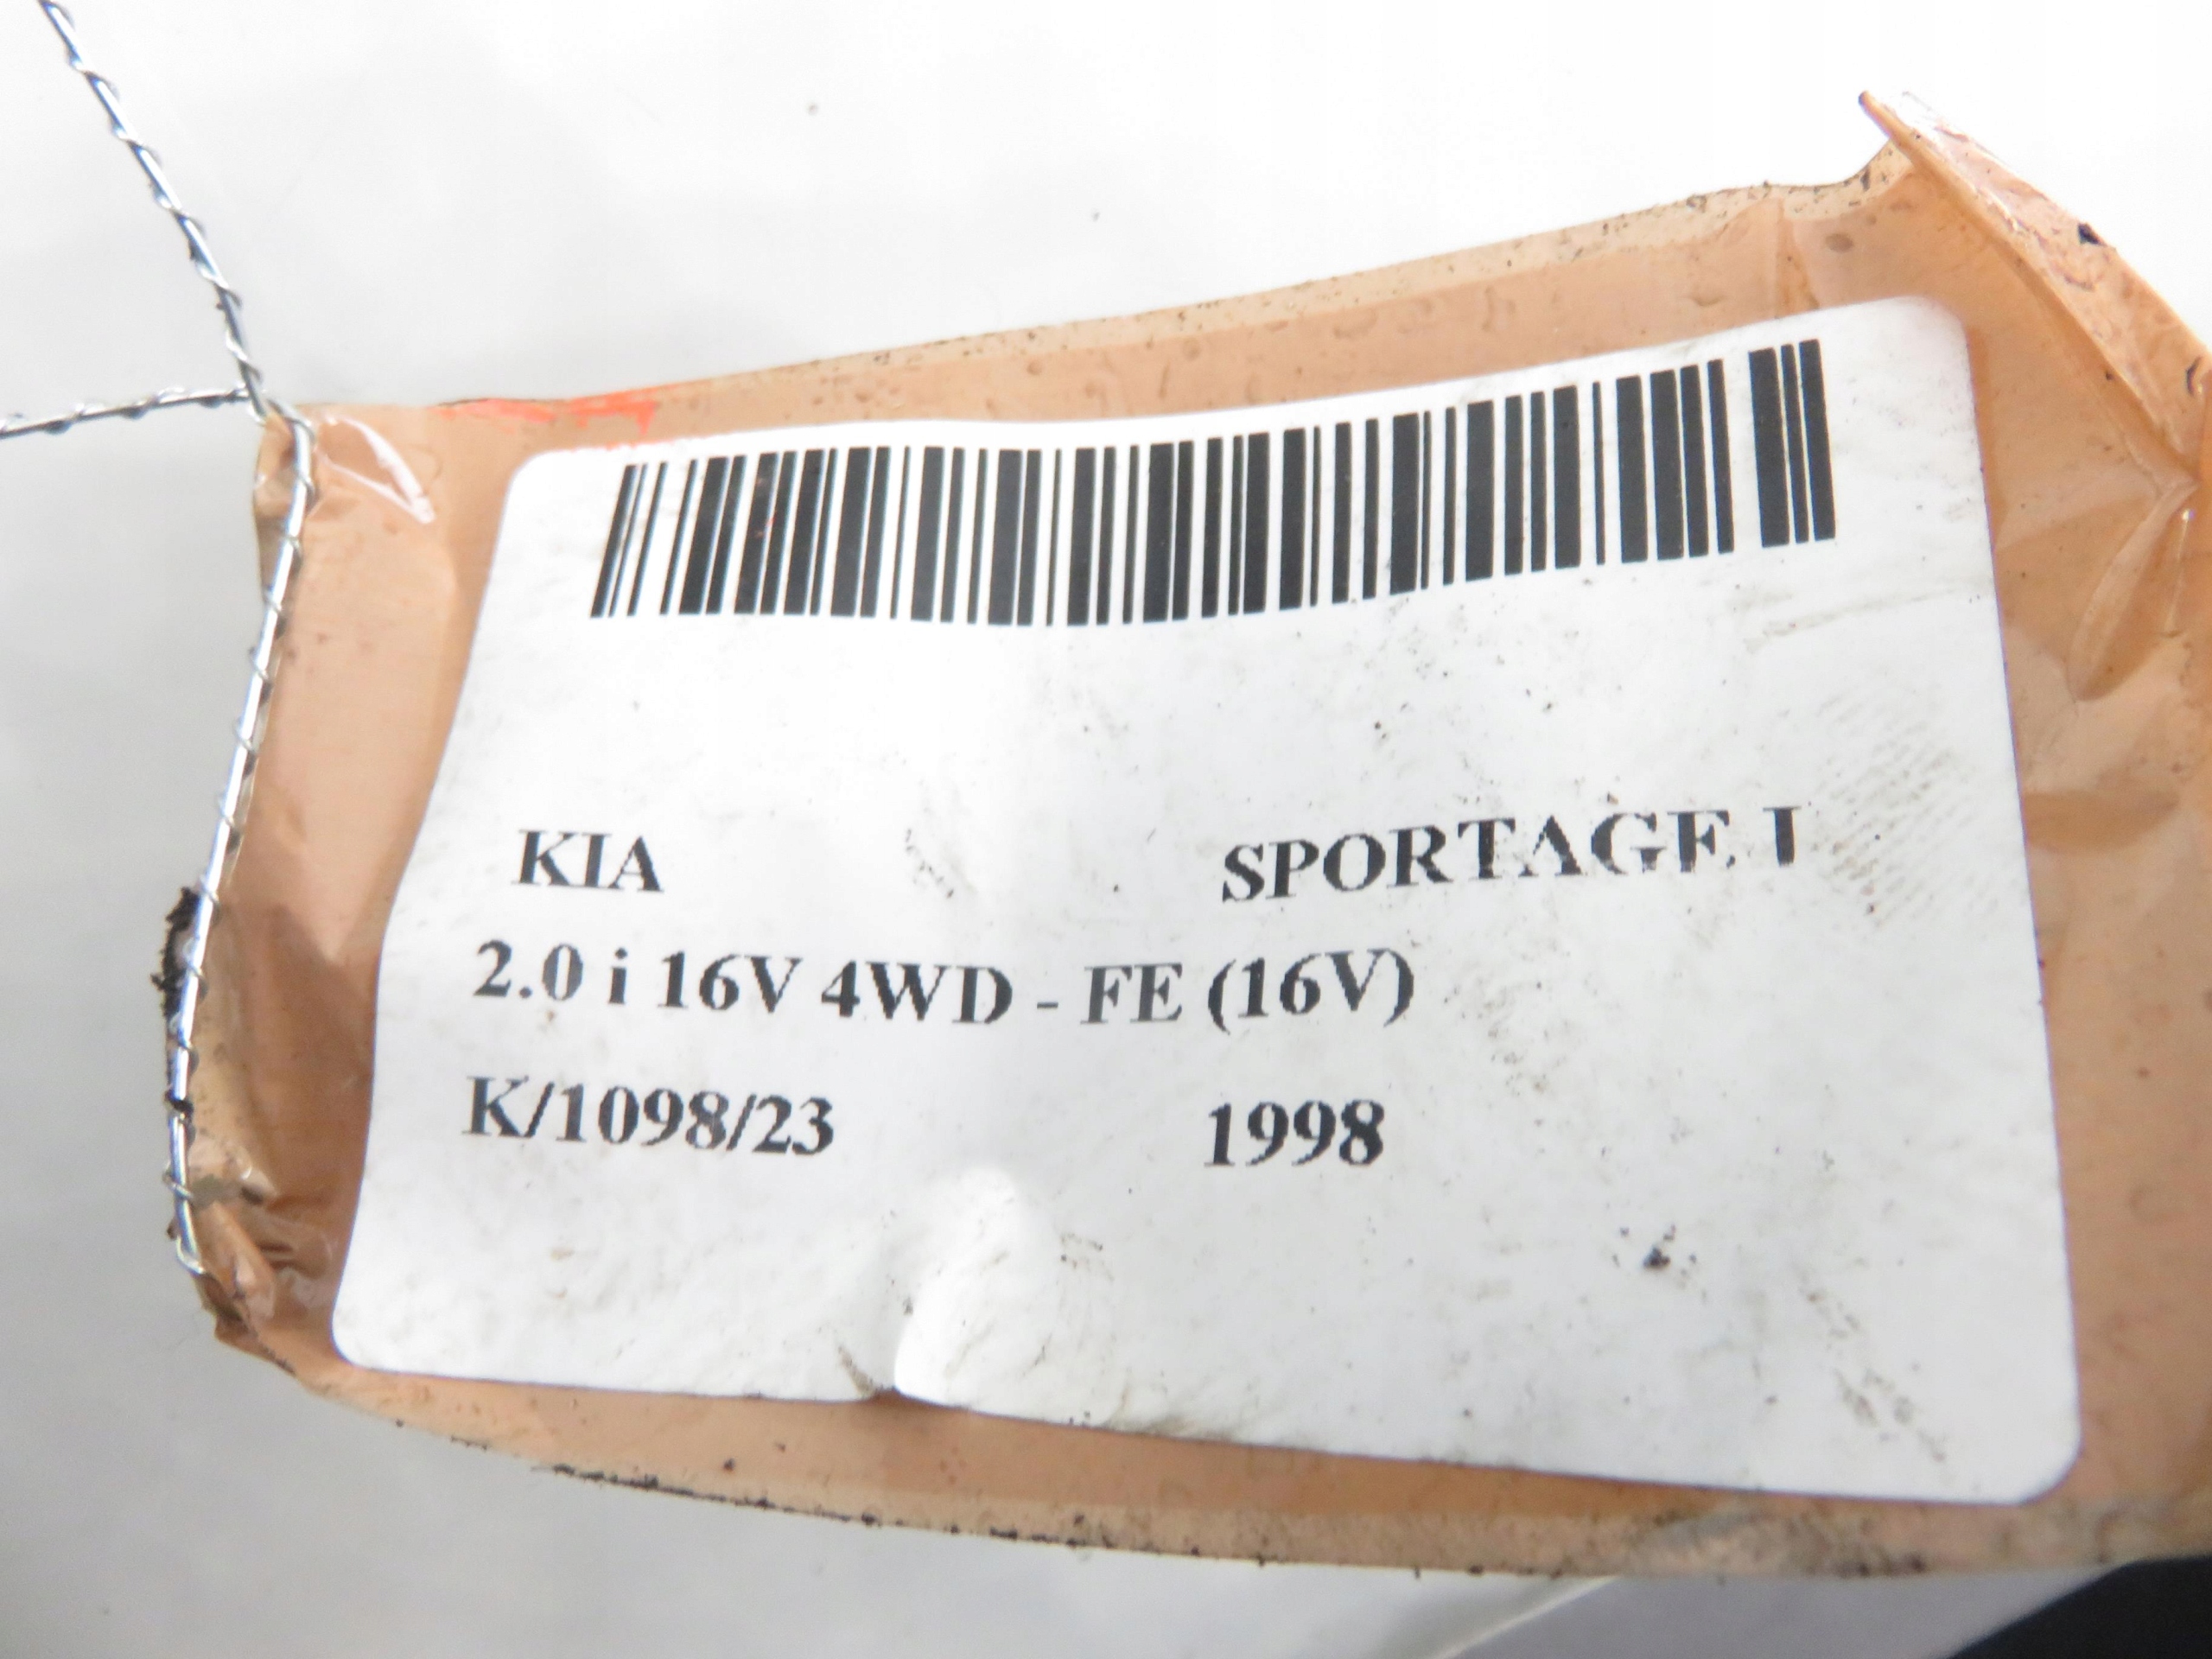 KIA SPORTAGE I
2.0 i 16V 4WD - FE (16V)
K/1098/23 1998